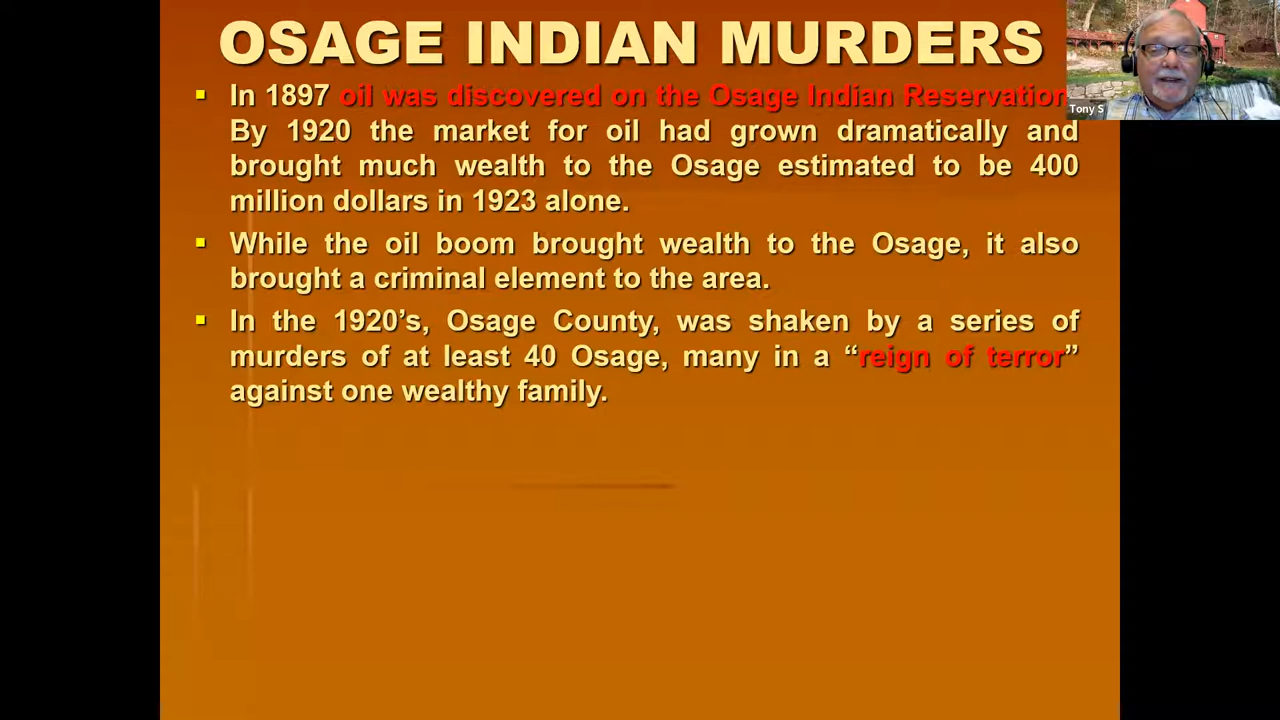 OSAGE INDIAN MURDERS
▪ In 1897 oil was discovered on the Osage Indian Reservation
By 1920 the market for oil had grown dramatically and
brought much wealth to the Osage estimated to be 400
million dollars in 1923 alone.
▪ While the oil boom brought wealth to the Osage, it also
brought a criminal element to the area.
▪ In the 1920’s, Osage County, was shaken by a series of
murders of at least 40 Osage, many in a “reign of terror”
against one wealthy family.
Tony S